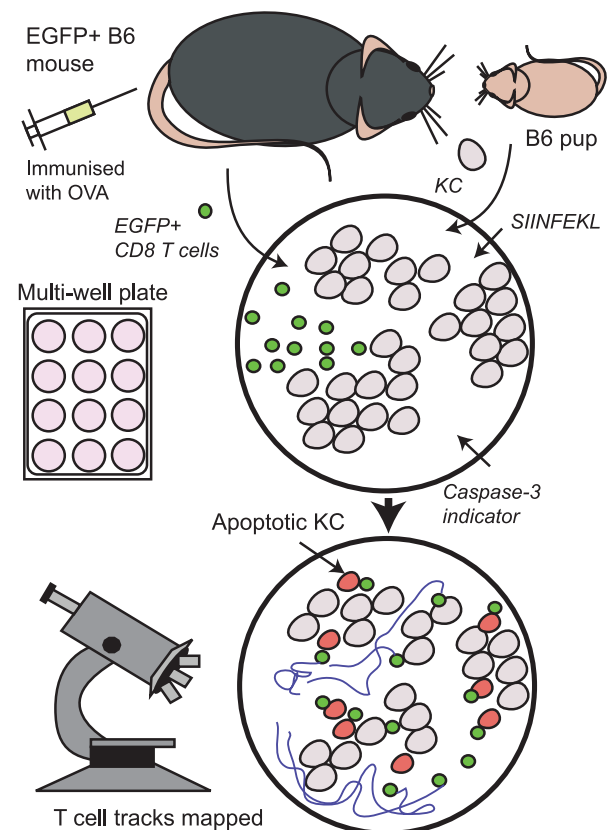 EGFP+ B6
mouse
Immunised
with OVA
B6 pup
KC
EGFP+
CD8 T cells
SIINFEKL
Multi-well plate
Caspase-3
indicator
Apoptotic KC
T cell tracks mapped